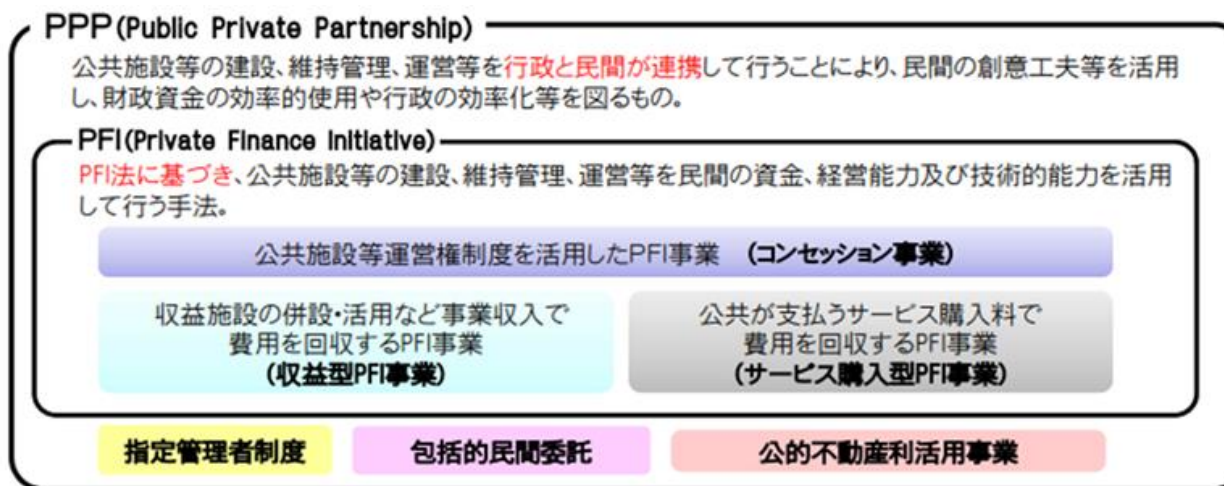 PPP(Public Private Partnership)
公共施設等の建設、維持管理、運営等を行政と民間が連携して行うことにより、民間の創意工夫等を活用
し、財政資金の効率的使用や行政の効率化等を図るもの。
PFI(Private Finance Initiative)
PFI法に基づき、公共施設等の建設、維持管理、運営等を民間の資金、経営能力及び技術的能力を活用
して行う手法。
公共施設等運営権制度を活用したPFI事業 (コンセッション事業)
収益施設の併設・活用など事業収入で
費用を回収するPFI事業
(収益型PFI事業)
公共が支払うサービス購入料で
費用を回収するPFI事業
(サービス購入型PFI事業)
指定管理者制度
包括的民間委託
公的不動産利活用事業